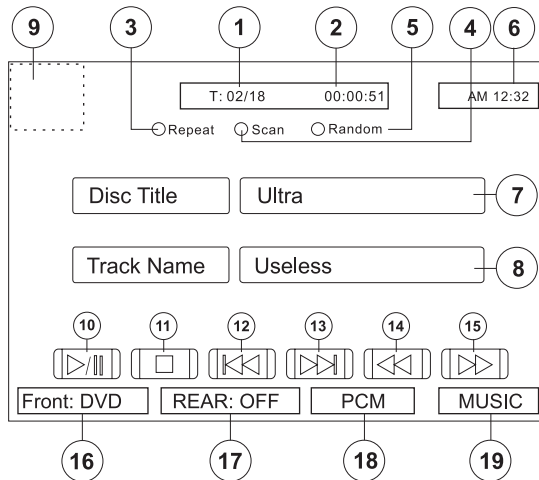 9 3 1 2 5 4 6
T: 02/18 00:00:51 AM 12:32
Repeat Scan Random
Disc Title Ultra 7
Track Name Useless 8
10 11 12 13 14 15
Front: DVD REAR: OFF PCM MUSIC
16 17 18 19